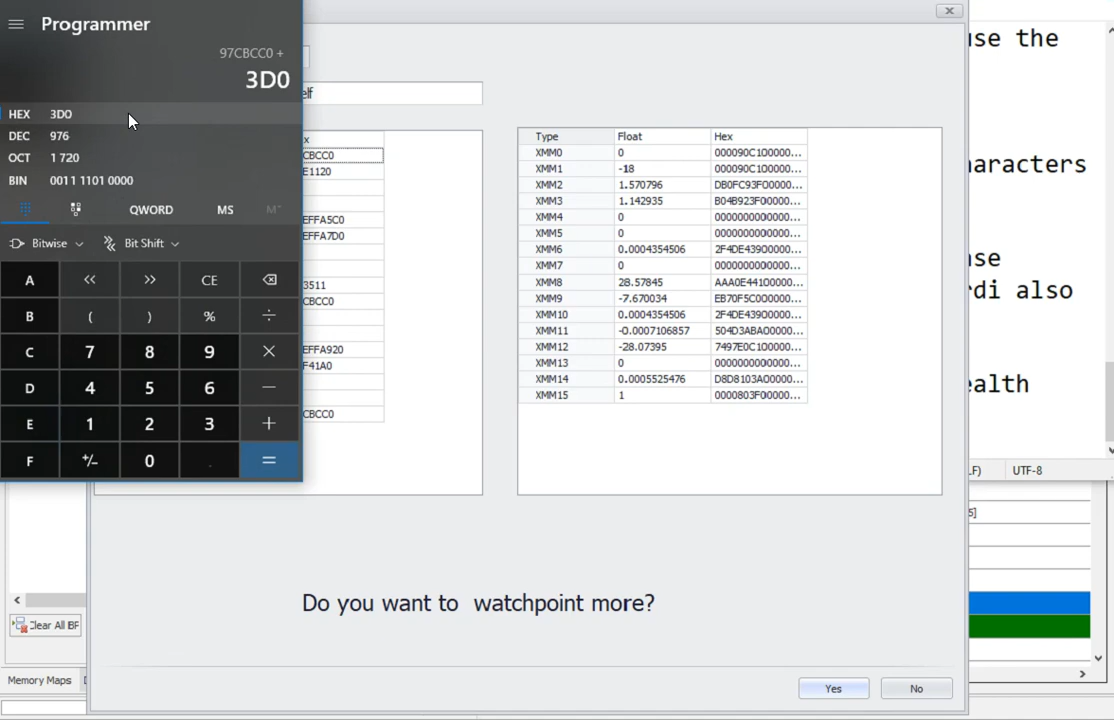 Programmer
97CBCC0 +
3D0
HEX 3D0
DEC 976
OCT 1 720
BIN 0011 1101 0000
QWORD MS
Bitwise Bit Shift
A << >> CE
B ( ) % ÷
C 7 8 9 ×
D 4 5 6 −
E 1 2 3 +
F +/− 0 . =
elf
x
CBCC0
E1120
EFFA5C0
EFFA7D0
3511
CBCC0
EFFA920
F41A0
CBCC0
Type Float Hex
XMM0 0 000090C100000...
XMM1 -18 000090C100000...
XMM2 1.570796 DB0FC93F00000...
XMM3 1.142935 B04B923F00000...
XMM4 0 0000000000000...
XMM5 0 0000000000000...
XMM6 0.0004354506 2F4DE43900000...
XMM7 0 0000000000000...
XMM8 28.57845 AAA0E44100000...
XMM9 -7.670034 EB70F5C000000...
XMM10 0.0004354506 2F4DE43900000...
XMM11 -0.0007106857 504D3ABA00000...
XMM12 -28.07395 7497E0C100000...
XMM13 0 0000000000000...
XMM14 0.0005525476 D8D8103A00000...
XMM15 1 0000803F00000...
Do you want to watchpoint more?
Yes No
se the
aracters
se
rdi also
ealth
LF) UTF-8
5]
Clear All BF
Memory Maps